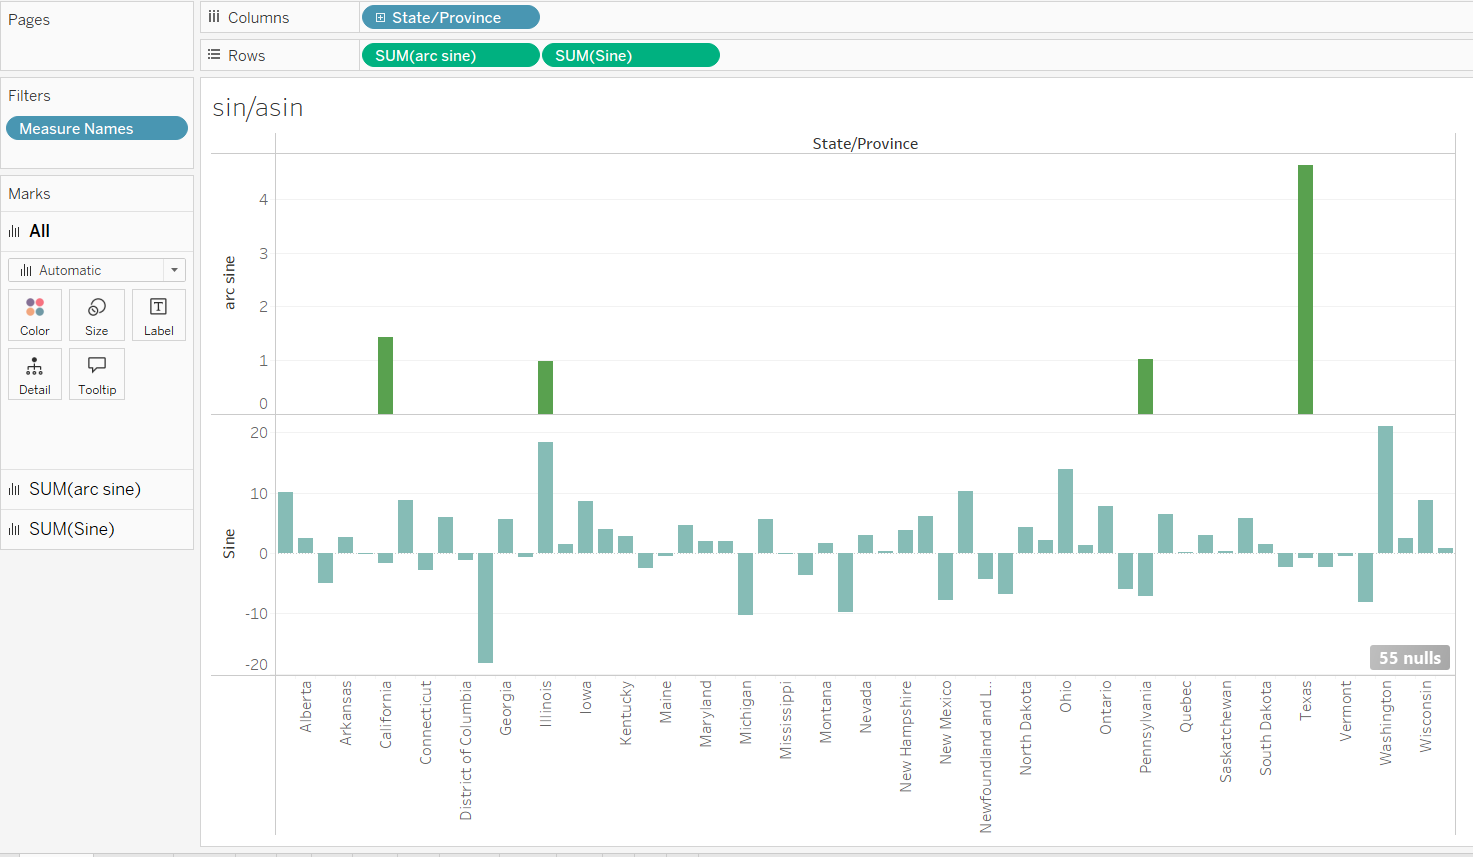 Pages
Columns
State/Province
Rows
SUM(arc sine)
SUM(Sine)
Filters
Measure Names
Marks
All
Automatic
Color
Size
Label
Detail
Tooltip
SUM(arc sine)
SUM(Sine)
sin/asin
State/Province
arc sine
4
3
2
1
0
Sine
20
10
0
-10
-20
55 nulls
Alberta
Arkansas
California
Connecticut
District of Columbia
Georgia
Illinois
Iowa
Kentucky
Maine
Maryland
Michigan
Mississippi
Montana
Nevada
New Hampshire
New Mexico
Newfoundland and L..
North Dakota
Ohio
Ontario
Pennsylvania
Quebec
Saskatchewan
South Dakota
Texas
Vermont
Washington
Wisconsin